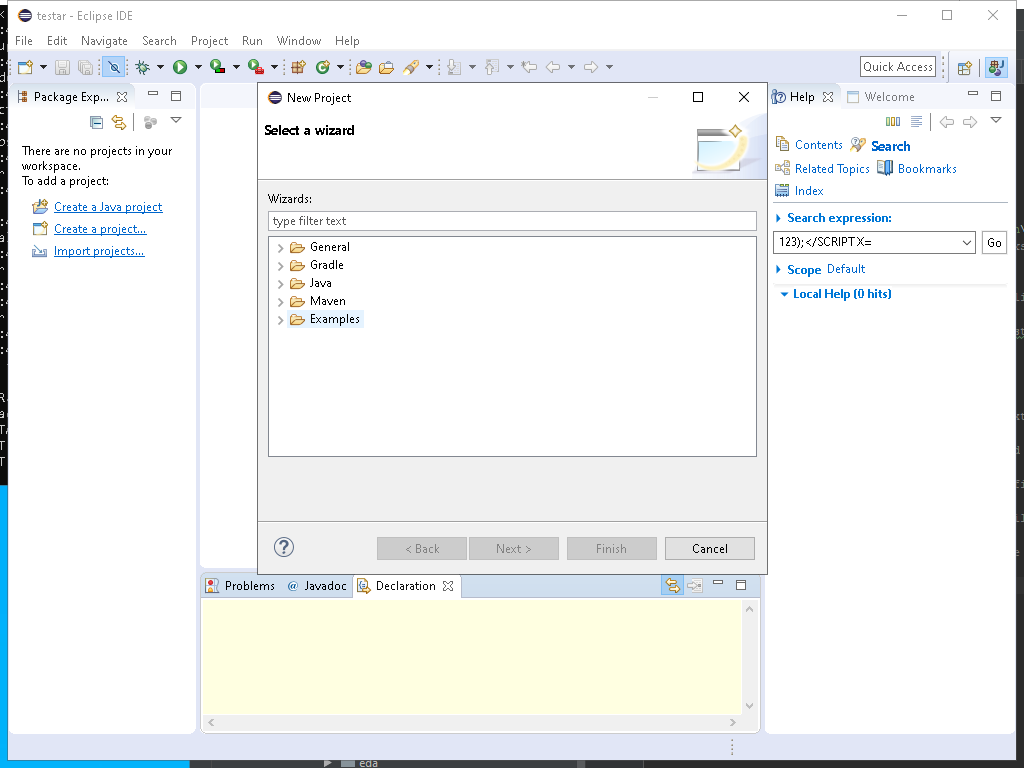 testar - Eclipse IDE
File Edit Navigate Search Project Run Window Help
Quick Access
Package Exp...
There are no projects in your
workspace.
To add a project:
Create a Java project
Create a project...
Import projects...
New Project
Select a wizard
Wizards:
type filter text
General
Gradle
Java
Maven
Examples
< Back Next > Finish Cancel
Problems @ Javadoc Declaration
Help Welcome
Contents Search
Related Topics Bookmarks
Index
Search expression:
123);</SCRIPT X=
Go
Scope Default
Local Help (0 hits)
eda